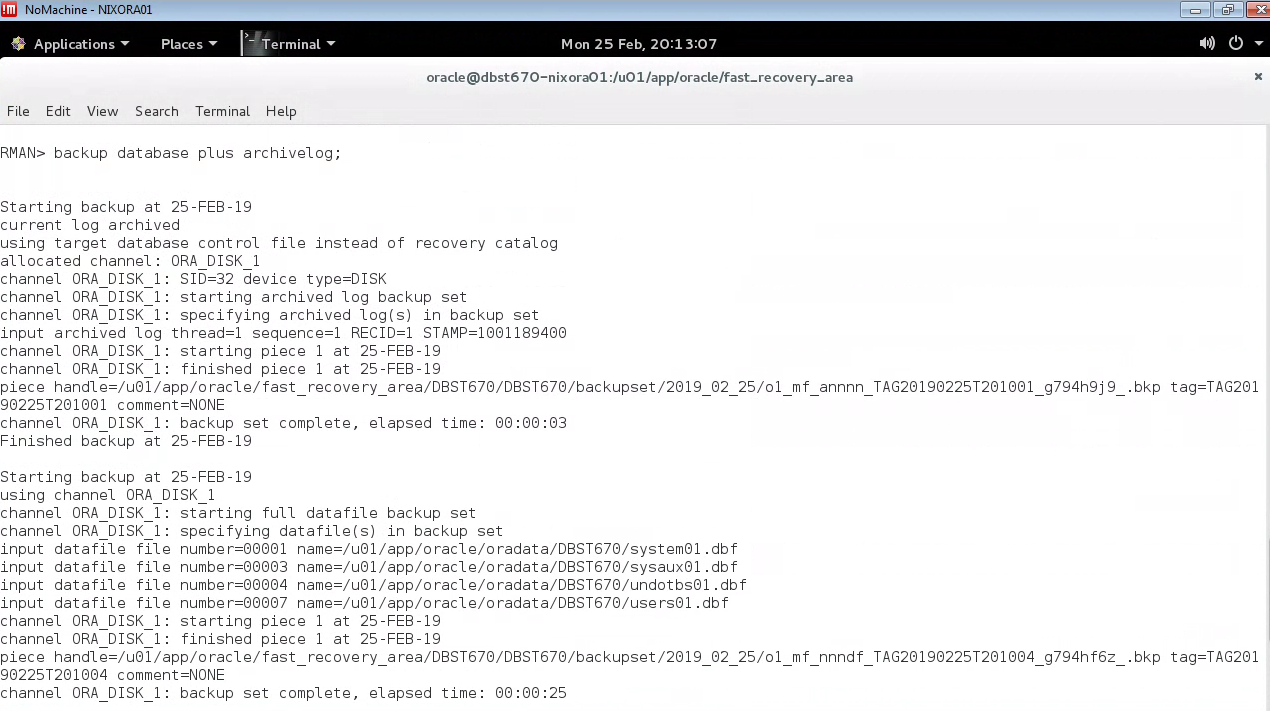 NoMachine - NIXORA01
Applications Places Terminal Mon 25 Feb, 20:13:07
oracle@dbst670-nixora01:/u01/app/oracle/fast_recovery_area
File Edit View Search Terminal Help
RMAN> backup database plus archivelog;
Starting backup at 25-FEB-19
current log archived
using target database control file instead of recovery catalog
allocated channel: ORA_DISK_1
channel ORA_DISK_1: SID=32 device type=DISK
channel ORA_DISK_1: starting archived log backup set
channel ORA_DISK_1: specifying archived log(s) in backup set
input archived log thread=1 sequence=1 RECID=1 STAMP=1001189400
channel ORA_DISK_1: starting piece 1 at 25-FEB-19
channel ORA_DISK_1: finished piece 1 at 25-FEB-19
piece handle=/u01/app/oracle/fast_recovery_area/DBST670/DBST670/backupset/2019_02_25/o1_mf_annnn_TAG20190225T201001_g794h9j9_.bkp tag=TAG201
90225T201001 comment=NONE
channel ORA_DISK_1: backup set complete, elapsed time: 00:00:03
Finished backup at 25-FEB-19
Starting backup at 25-FEB-19
using channel ORA_DISK_1
channel ORA_DISK_1: starting full datafile backup set
channel ORA_DISK_1: specifying datafile(s) in backup set
input datafile file number=00001 name=/u01/app/oracle/oradata/DBST670/system01.dbf
input datafile file number=00003 name=/u01/app/oracle/oradata/DBST670/sysaux01.dbf
input datafile file number=00004 name=/u01/app/oracle/oradata/DBST670/undotbs01.dbf
input datafile file number=00007 name=/u01/app/oracle/oradata/DBST670/users01.dbf
channel ORA_DISK_1: starting piece 1 at 25-FEB-19
channel ORA_DISK_1: finished piece 1 at 25-FEB-19
piece handle=/u01/app/oracle/fast_recovery_area/DBST670/DBST670/backupset/2019_02_25/o1_mf_nnndf_TAG20190225T201004_g794hf6z_.bkp tag=TAG201
90225T201004 comment=NONE
channel ORA_DISK_1: backup set complete, elapsed time: 00:00:25